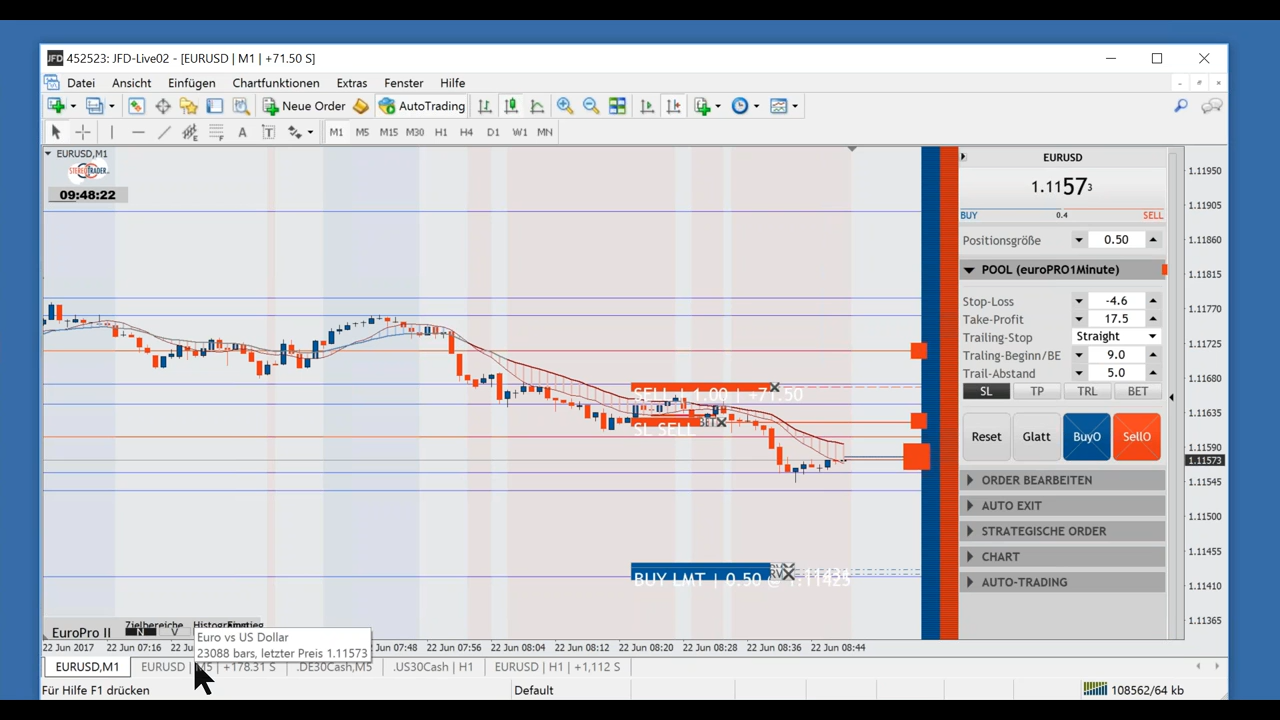 JFD 452523: JFD-Live02 - [EURUSD | M1 | +71.50 S]
Datei Ansicht Einfügen Chartfunktionen Extras Fenster Hilfe
Neue Order AutoTrading
A T M1 M5 M15 M30 H1 H4 D1 W1 MN
EURUSD,M1
STEREOTRADER
09:48:22
EURUSD
1.11573
BUY 0.4 SELL
Positionsgröße 0.50
POOL (euroPRO1Minute)
Stop-Loss -4.6
Take-Profit 17.5
Trailing-Stop Straight
Traling-Beginn/BE 9.0
Trail-Abstand 5.0
SL TP TRL BET
Reset Glatt BuyO SellO
ORDER BEARBEITEN
AUTO EXIT
STRATEGISCHE ORDER
CHART
AUTO-TRADING
1.11950
1.11905
1.11860
1.11815
1.11770
1.11725
1.11680
1.11635
1.11590
1.11573
1.11545
1.11500
1.11455
1.11410
1.11365
SELL | 1.00 | +71.50
SL SELL BET
BUY LMT | 0.50 @ 1.11425
EuroPro II Zielbereiche N V
Euro vs US Dollar
23088 bars, letzter Preis 1.11573
22 Jun 2017 22 Jun 07:16 22 Jun 07:48 22 Jun 08:04 22 Jun 08:12 22 Jun 08:20 22 Jun 08:28 22 Jun 08:36 22 Jun 08:44
EURUSD,M1 EURUSD | M5 | +178.31 S .DE30Cash,M5 .US30Cash | H1 EURUSD | H1 | +1,112 S
Für Hilfe F1 drücken Default 108562/64 kb